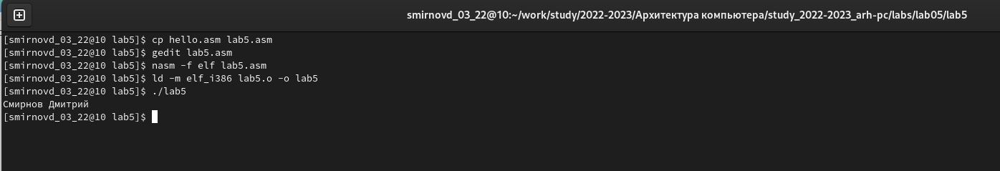 smirnovd_03_22@10:~/work/study/2022-2023/Архитектура компьютера/study_2022-2023_arh-pc/labs/lab05/lab5
[smirnovd_03_22@10 lab5]$ cp hello.asm lab5.asm
[smirnovd_03_22@10 lab5]$ gedit lab5.asm
[smirnovd_03_22@10 lab5]$ nasm -f elf lab5.asm
[smirnovd_03_22@10 lab5]$ ld -m elf_i386 lab5.o -o lab5
[smirnovd_03_22@10 lab5]$ ./lab5
Смирнов Дмитрий
[smirnovd_03_22@10 lab5]$